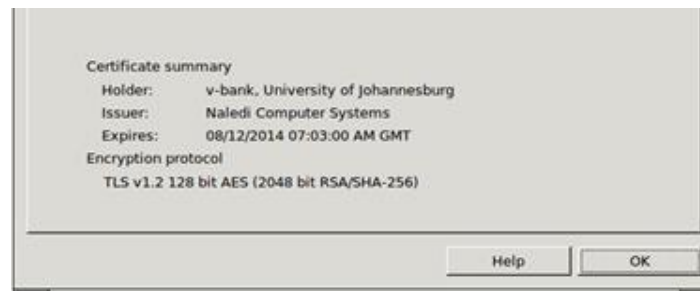 Certificate summary
Holder: v-bank, University of Johannesburg
Issuer: Naledi Computer Systems
Expires: 08/12/2014 07:03:00 AM GMT
Encryption protocol
TLS v1.2 128 bit AES (2048 bit RSA/SHA-256)
Help OK